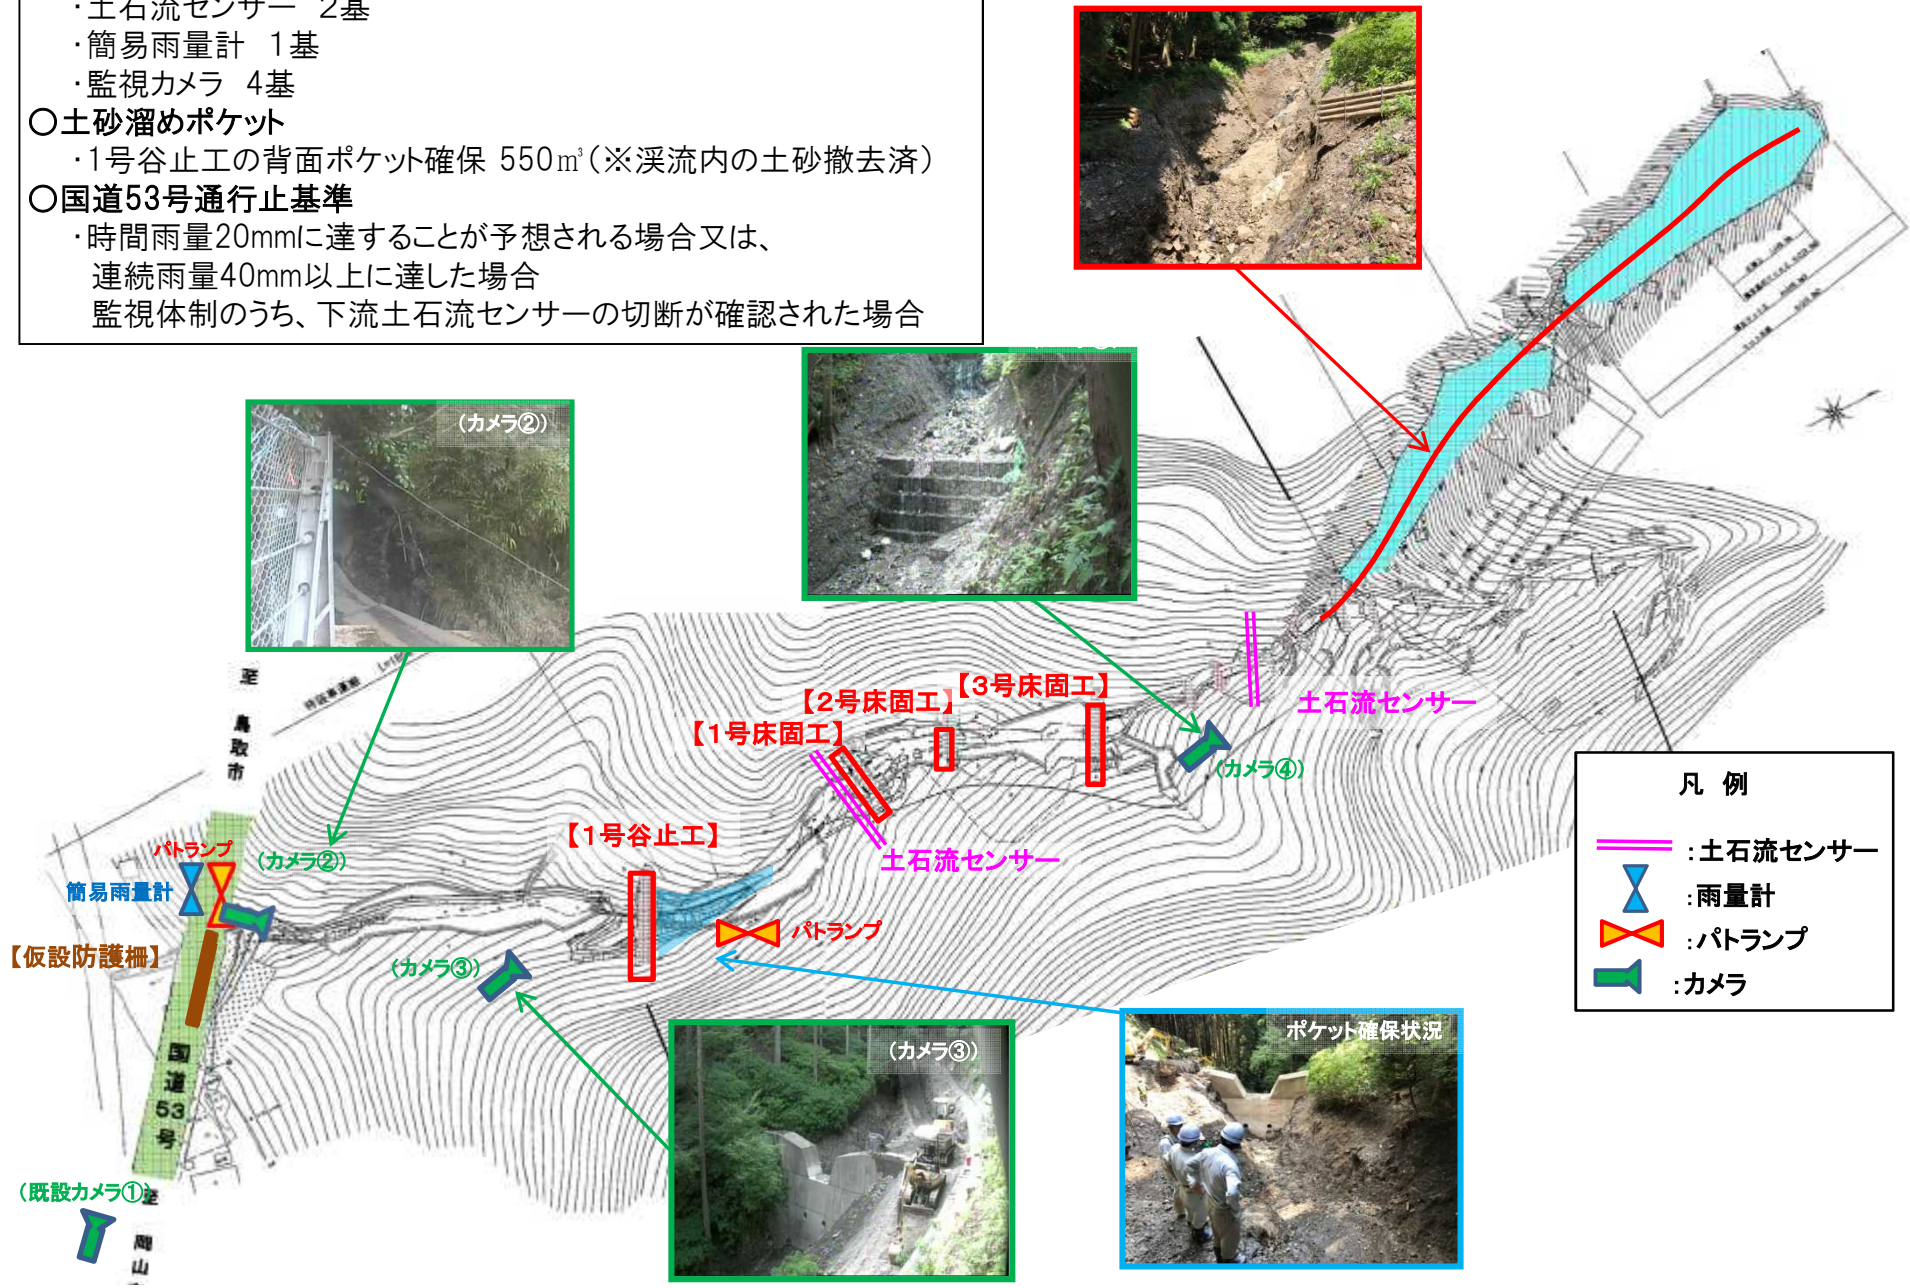 ・土石流センサー 2基
・簡易雨量計 1基
・監視カメラ 4基
○土砂溜めポケット
・1号谷止工の背面ポケット確保 550㎥(※渓流内の土砂撤去済)
○国道53号通行止基準
・時間雨量20mmに達することが予想される場合又は、
連続雨量40mm以上に達した場合
監視体制のうち、下流土石流センサーの切断が確認された場合
(カメラ②)
至鳥取市
【3号床固工】
【2号床固工】
【1号床固工】
土石流センサー
(カメラ④)
【1号谷止工】
土石流センサー
パトランプ
(カメラ②)
簡易雨量計
パトランプ
【仮設防護柵】
(カメラ③)
国道53号
(カメラ③)
ポケット確保状況
(既設カメラ①)
至岡山
凡 例
:土石流センサー
:雨量計
:パトランプ
:カメラ